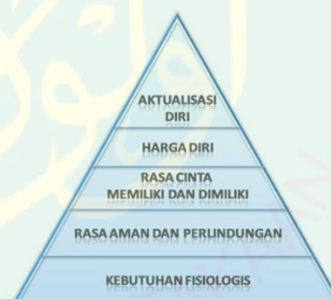 AKTUALISASI
DIRI
HARGA DIRI
RASA CINTA
MEMILIKI DAN DIMILIKI
RASA AMAN DAN PERLINDUNGAN
KEBUTUHAN FISIOLOGIS